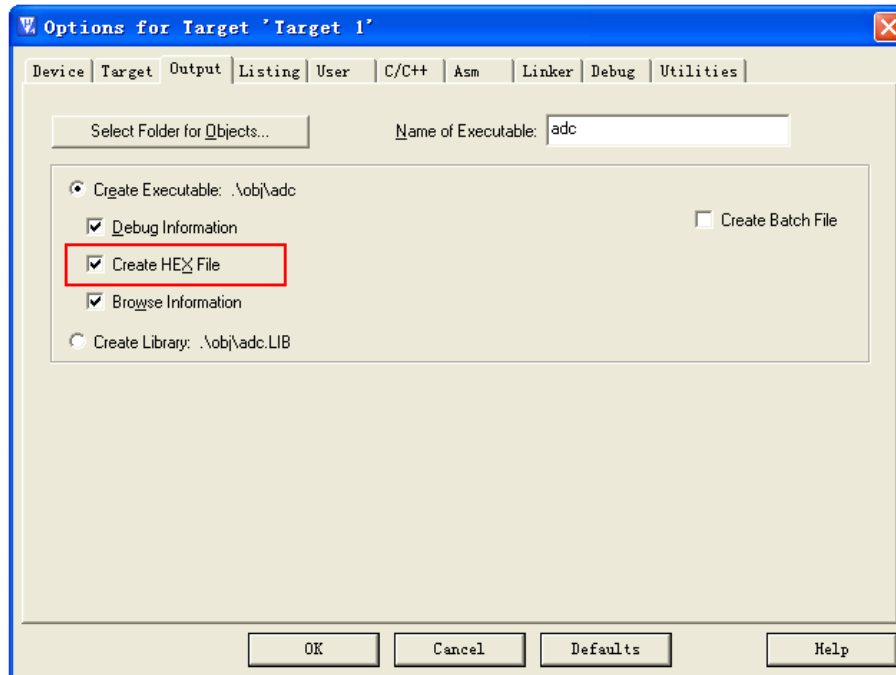 Options for Target 'Target 1'
Device Target Output Listing User C/C++ Asm Linker Debug Utilities
Select Folder for Objects... Name of Executable: adc
Create Executable: .\obj\adc
Debug Information Create Batch File
Create HEX File
Browse Information
Create Library: .\obj\adc.LIB
OK Cancel Defaults Help